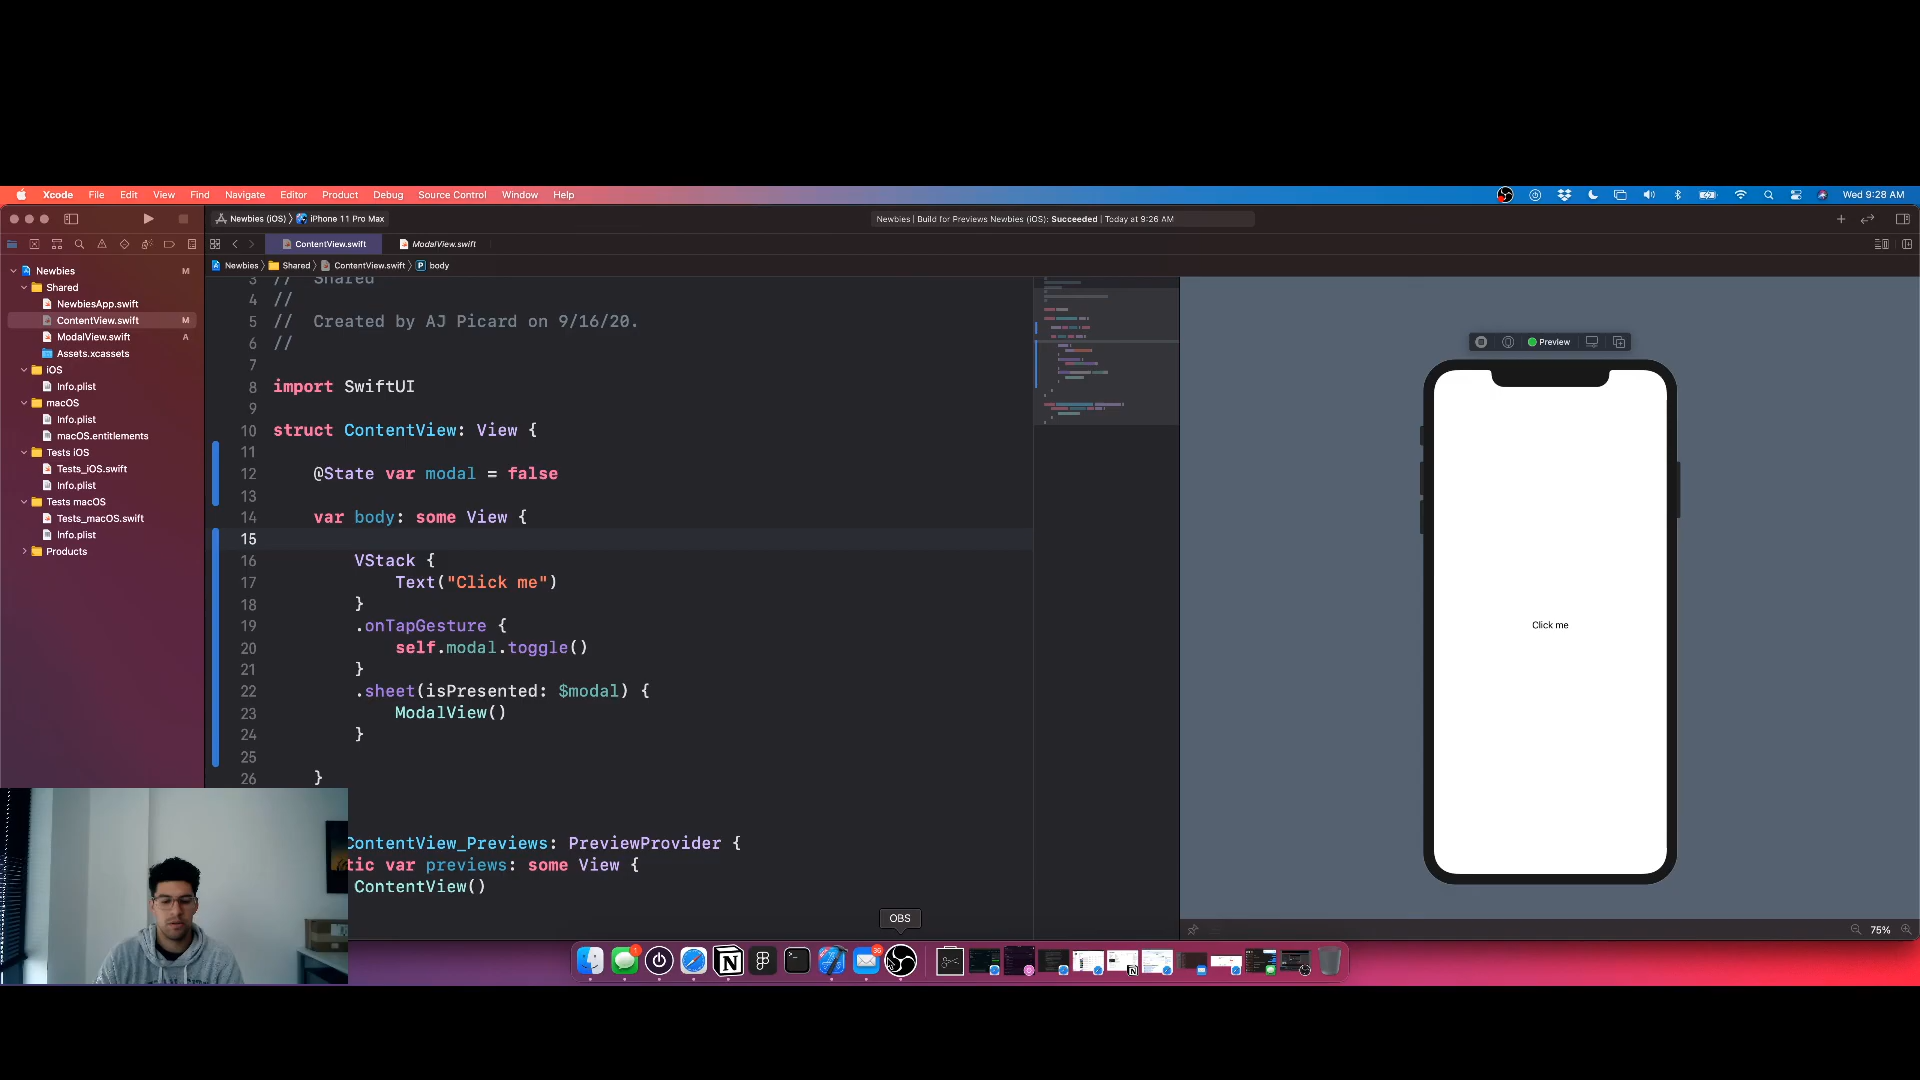 Xcode File Edit View Find Navigate Editor Product Debug Source Control Window Help Wed 9:28 AM
Newbies (iOS) iPhone 11 Pro Max Newbies | Build for Previews Newbies (iOS): Succeeded | Today at 9:26 AM
ContentView.swift ModalView.swift
Newbies Shared ContentView.swift P body
Newbies M
Shared
NewbiesApp.swift
ContentView.swift M
ModalView.swift A
Assets.xcassets
iOS
Info.plist
macOS
Info.plist
macOS.entitlements
Tests iOS
Tests_iOS.swift
Info.plist
Tests macOS
Tests_macOS.swift
Info.plist
Products
3 // Shared
4 //
5 // Created by AJ Picard on 9/16/20.
6 //
7
8 import SwiftUI
9
10 struct ContentView: View {
11
12 @State var modal = false
13
14 var body: some View {
15
16 VStack {
17 Text("Click me")
18 }
19 .onTapGesture {
20 self.modal.toggle()
21 }
22 .sheet(isPresented: $modal) {
23 ModalView()
24 }
25
26 }
ContentView_Previews: PreviewProvider {
tic var previews: some View {
ContentView()
Preview
Click me
75%
OBS
1